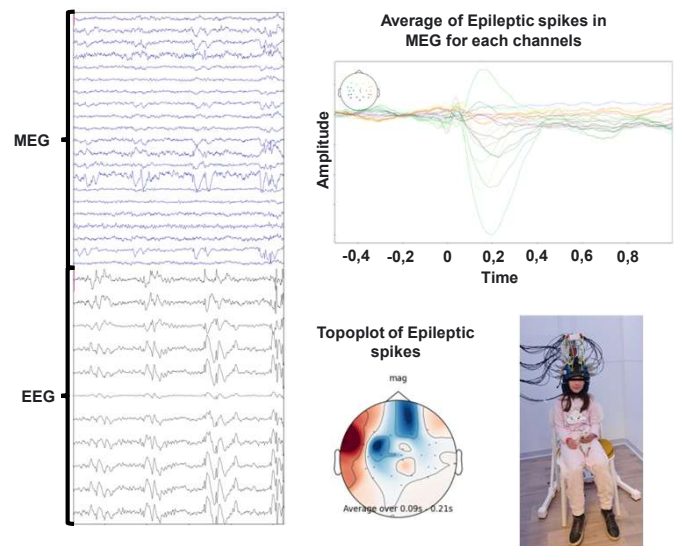 MEG
EEG
Average of Epileptic spikes in
MEG for each channels
Amplitude
-0,4 -0,2 0 0,2 0,4 0,6 0,8
Time
Topoplot of Epileptic
spikes
mag
Average over 0.09s - 0.21s